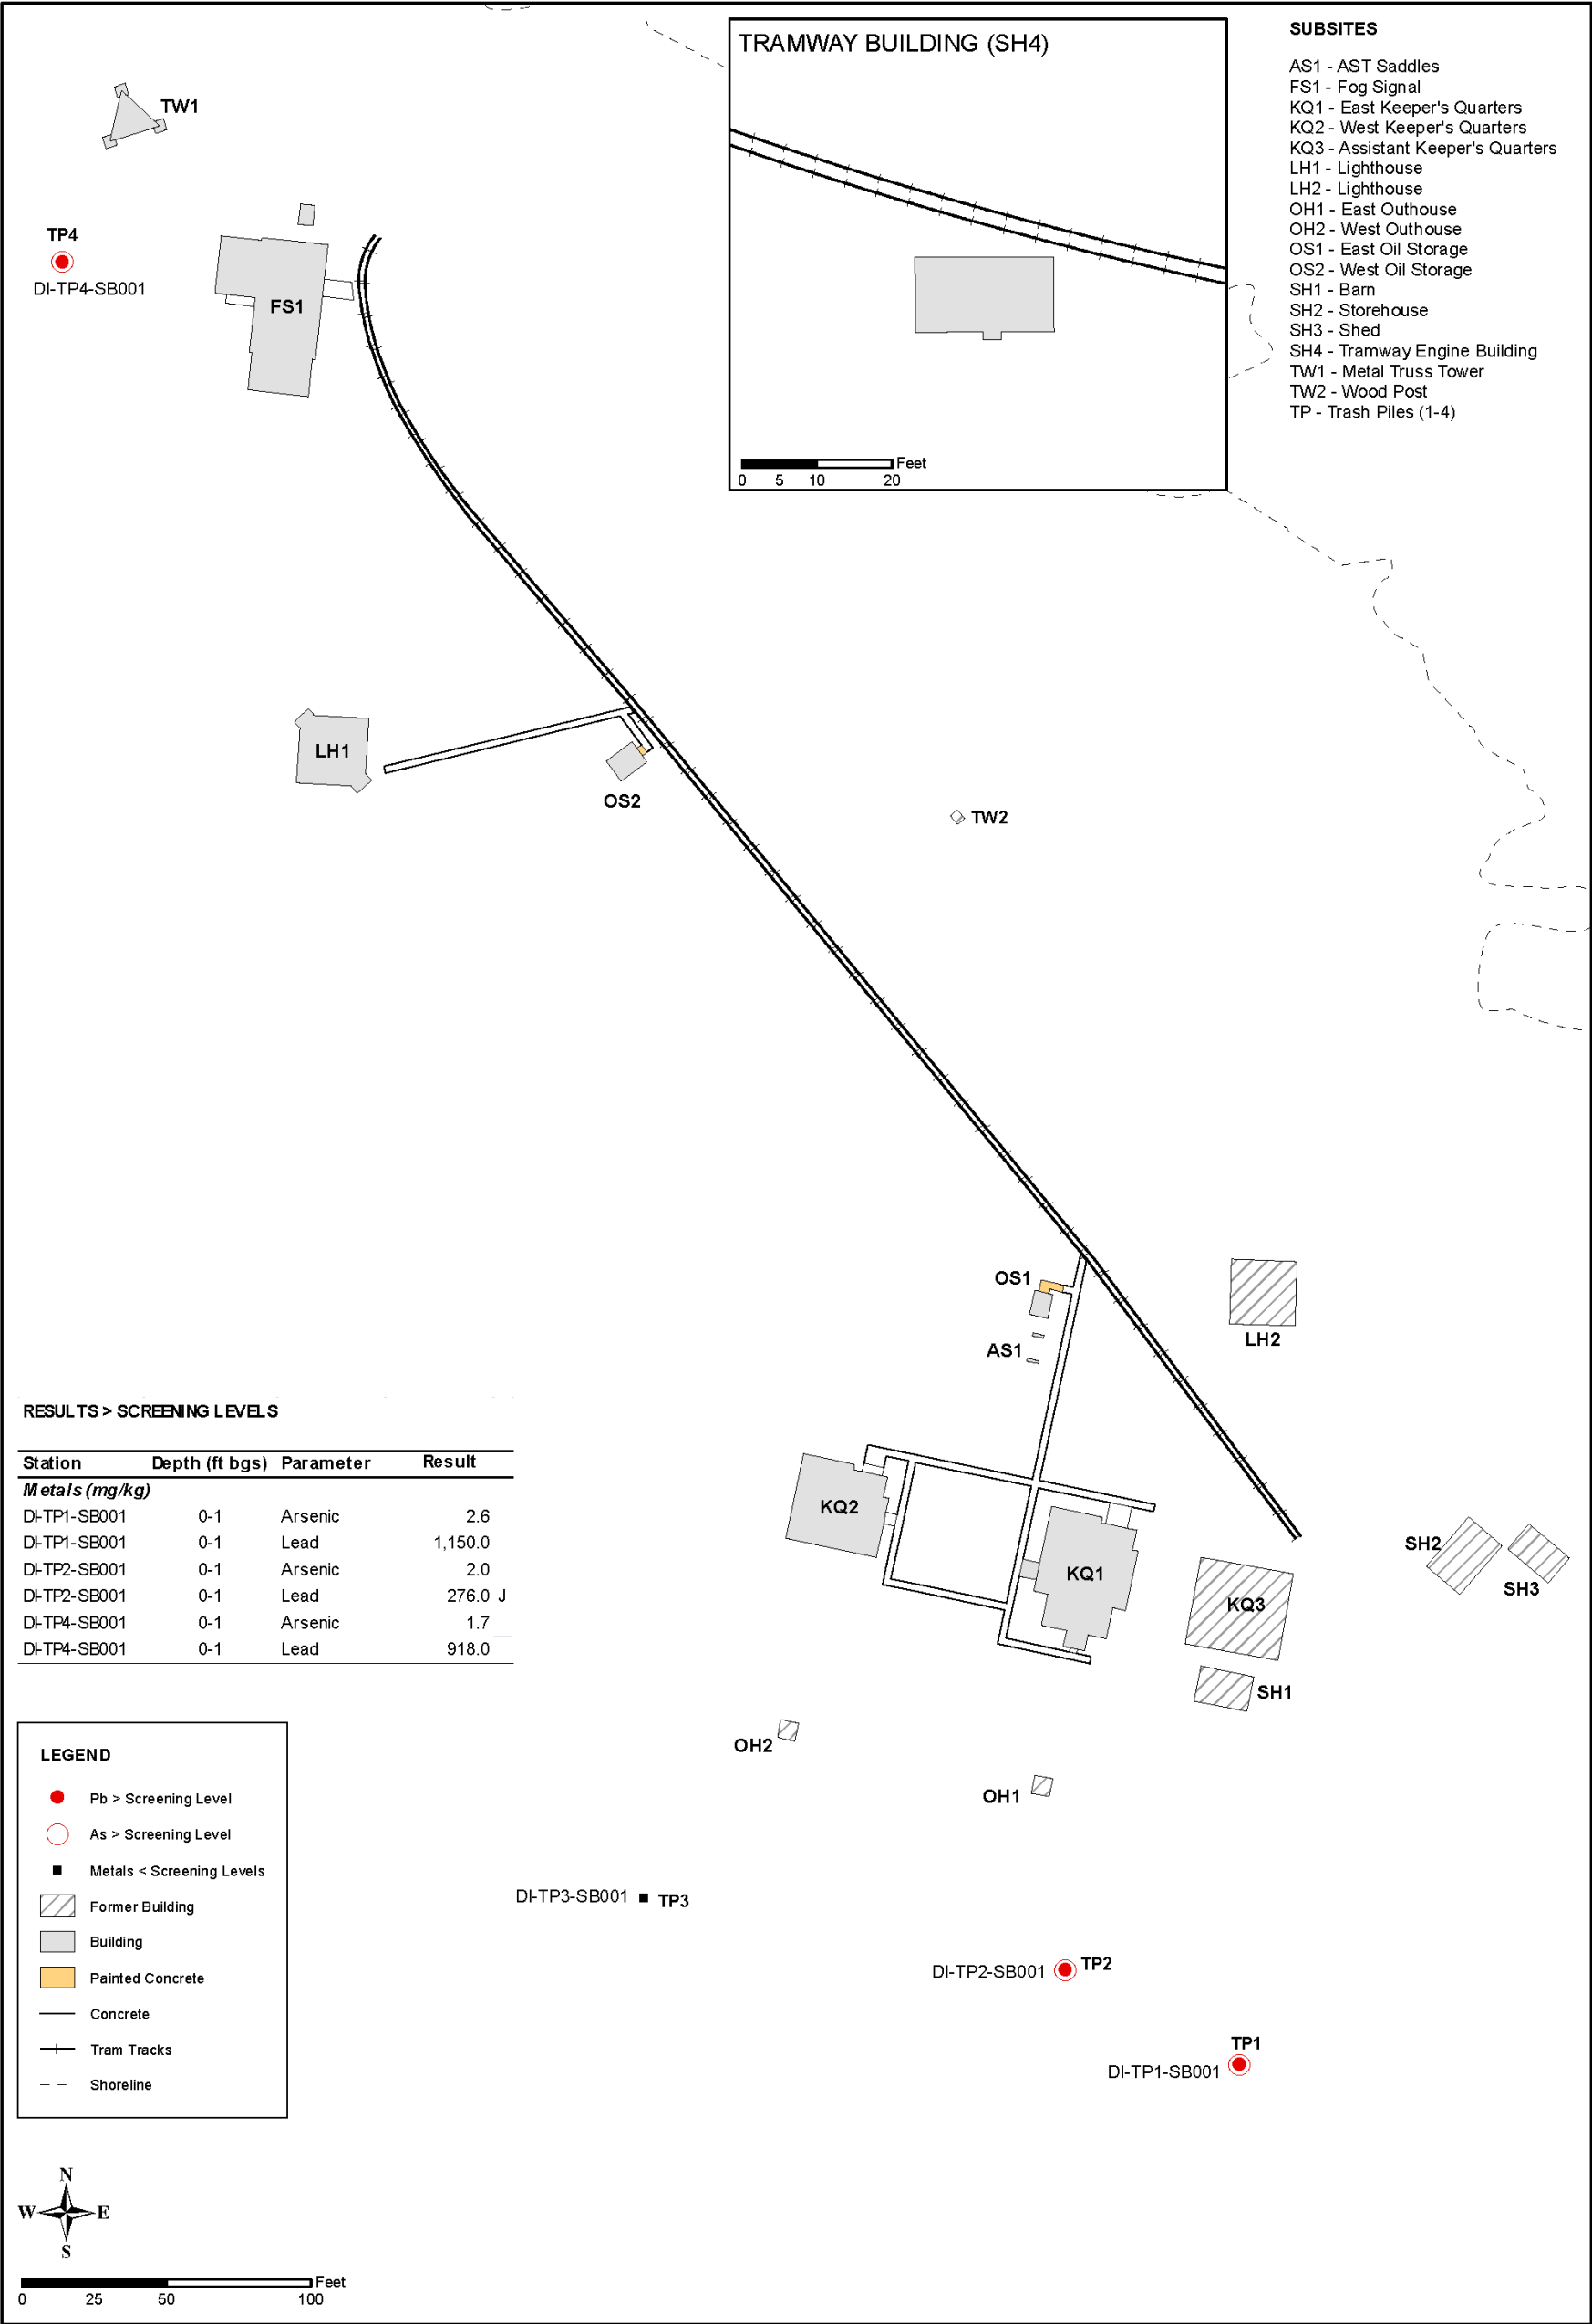 TRAMWAY BUILDING (SH4)
Feet
0 5 10 20
SUBSITES
AS1 - AST Saddles
FS1 - Fog Signal
KQ1 - East Keeper's Quarters
KQ2 - West Keeper's Quarters
KQ3 - Assistant Keeper's Quarters
LH1 - Lighthouse
LH2 - Lighthouse
OH1 - East Outhouse
OH2 - West Outhouse
OS1 - East Oil Storage
OS2 - West Oil Storage
SH1 - Barn
SH2 - Storehouse
SH3 - Shed
SH4 - Tramway Engine Building
TW1 - Metal Truss Tower
TW2 - Wood Post
TP - Trash Piles (1-4)
TW1
TP4
DI-TP4-SB001
FS1
LH1
OS2
TW2
OS1
LH2
AS1
KQ2
KQ1
KQ3
SH2
SH3
SH1
OH2
OH1
DI-TP3-SB001 TP3
DI-TP2-SB001 TP2
TP1
DI-TP1-SB001
RESULTS > SCREENING LEVELS
Station Depth (ft bgs) Parameter Result
Metals (mg/kg)
DI-TP1-SB001 0-1 Arsenic 2.6
DI-TP1-SB001 0-1 Lead 1,150.0
DI-TP2-SB001 0-1 Arsenic 2.0
DI-TP2-SB001 0-1 Lead 276.0 J
DI-TP4-SB001 0-1 Arsenic 1.7
DI-TP4-SB001 0-1 Lead 918.0
LEGEND
Pb > Screening Level
As > Screening Level
Metals < Screening Levels
Former Building
Building
Painted Concrete
Concrete
Tram Tracks
Shoreline
N
W E
S
Feet
0 25 50 100